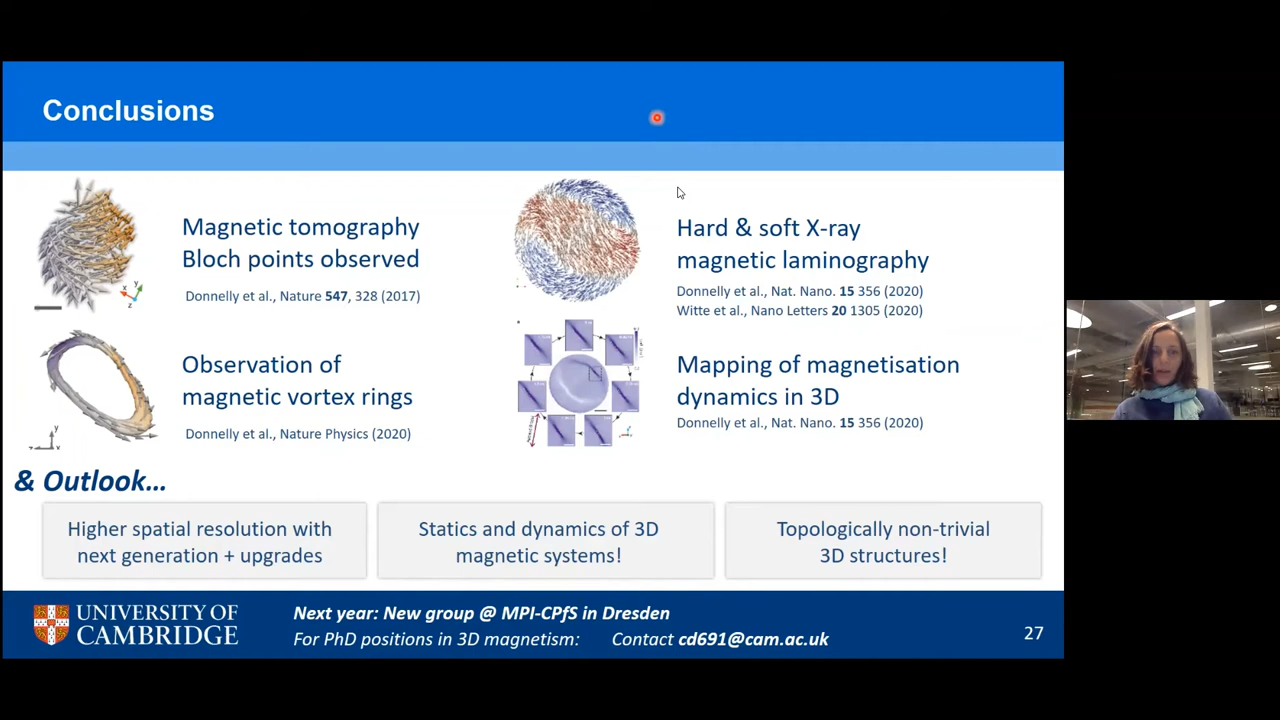 Conclusions
Magnetic tomography
Bloch points observed
Donnelly et al., Nature 547, 328 (2017)
Hard & soft X-ray
magnetic laminography
Donnelly et al., Nat. Nano. 15 356 (2020)
Witte et al., Nano Letters 20 1305 (2020)
Observation of
magnetic vortex rings
Donnelly et al., Nature Physics (2020)
Mapping of magnetisation
dynamics in 3D
Donnelly et al., Nat. Nano. 15 356 (2020)
& Outlook...
Higher spatial resolution with
next generation + upgrades
Statics and dynamics of 3D
magnetic systems!
Topologically non-trivial
3D structures!
UNIVERSITY OF
CAMBRIDGE
Next year: New group @ MPI-CPfS in Dresden
For PhD positions in 3D magnetism: Contact cd691@cam.ac.uk
27